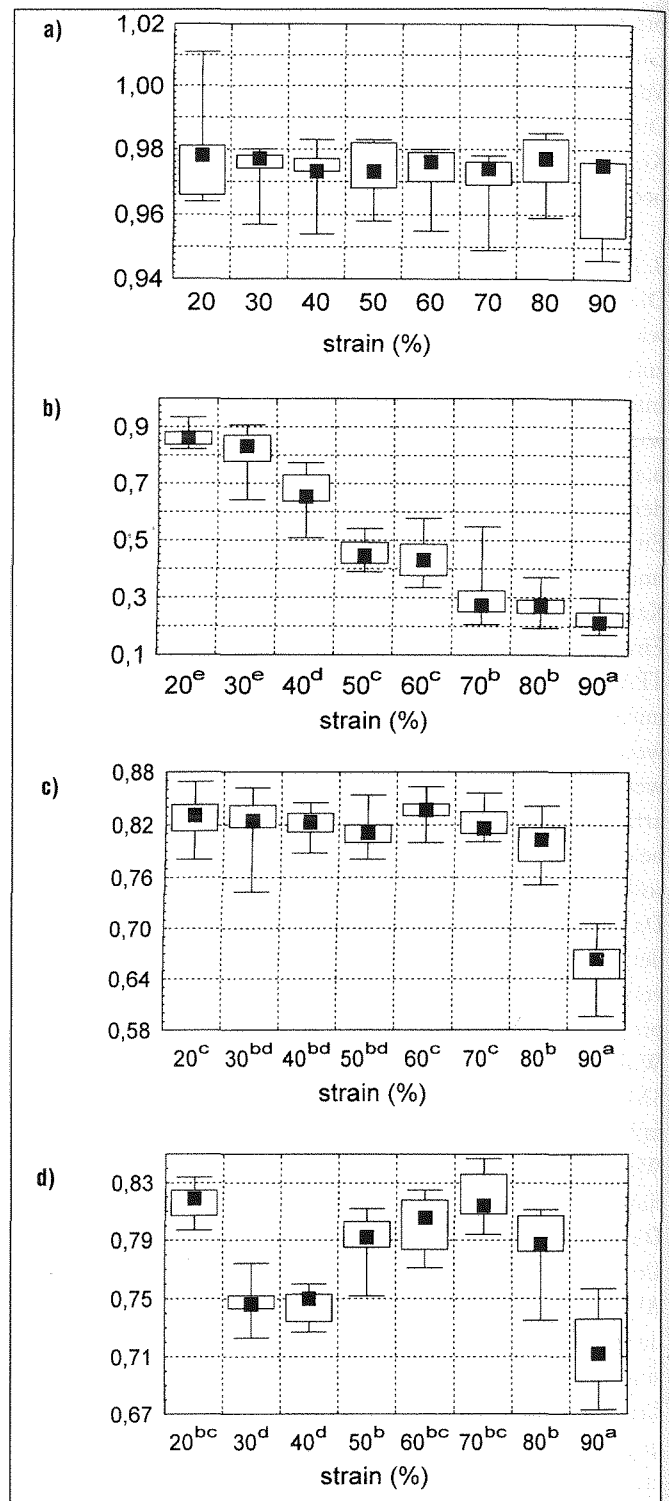 a)
1,02
1,00
0,98
0,96
0,94
20 30 40 50 60 70 80 90
strain (%)
b)
0,9
0,7
0,5
0,3
0,1
20ᵉ 30ᵉ 40ᵈ 50ᶜ 60ᶜ 70ᵇ 80ᵇ 90ᵃ
strain (%)
c)
0,88
0,82
0,76
0,70
0,64
0,58
20ᶜ 30ᵇᵈ 40ᵇᵈ 50ᵇᵈ 60ᶜ 70ᶜ 80ᵇ 90ᵃ
strain (%)
d)
0,83
0,79
0,75
0,71
0,67
20ᵇᶜ 30ᵈ 40ᵈ 50ᵇ 60ᵇᶜ 70ᵇᶜ 80ᵇ 90ᵃ
strain (%)